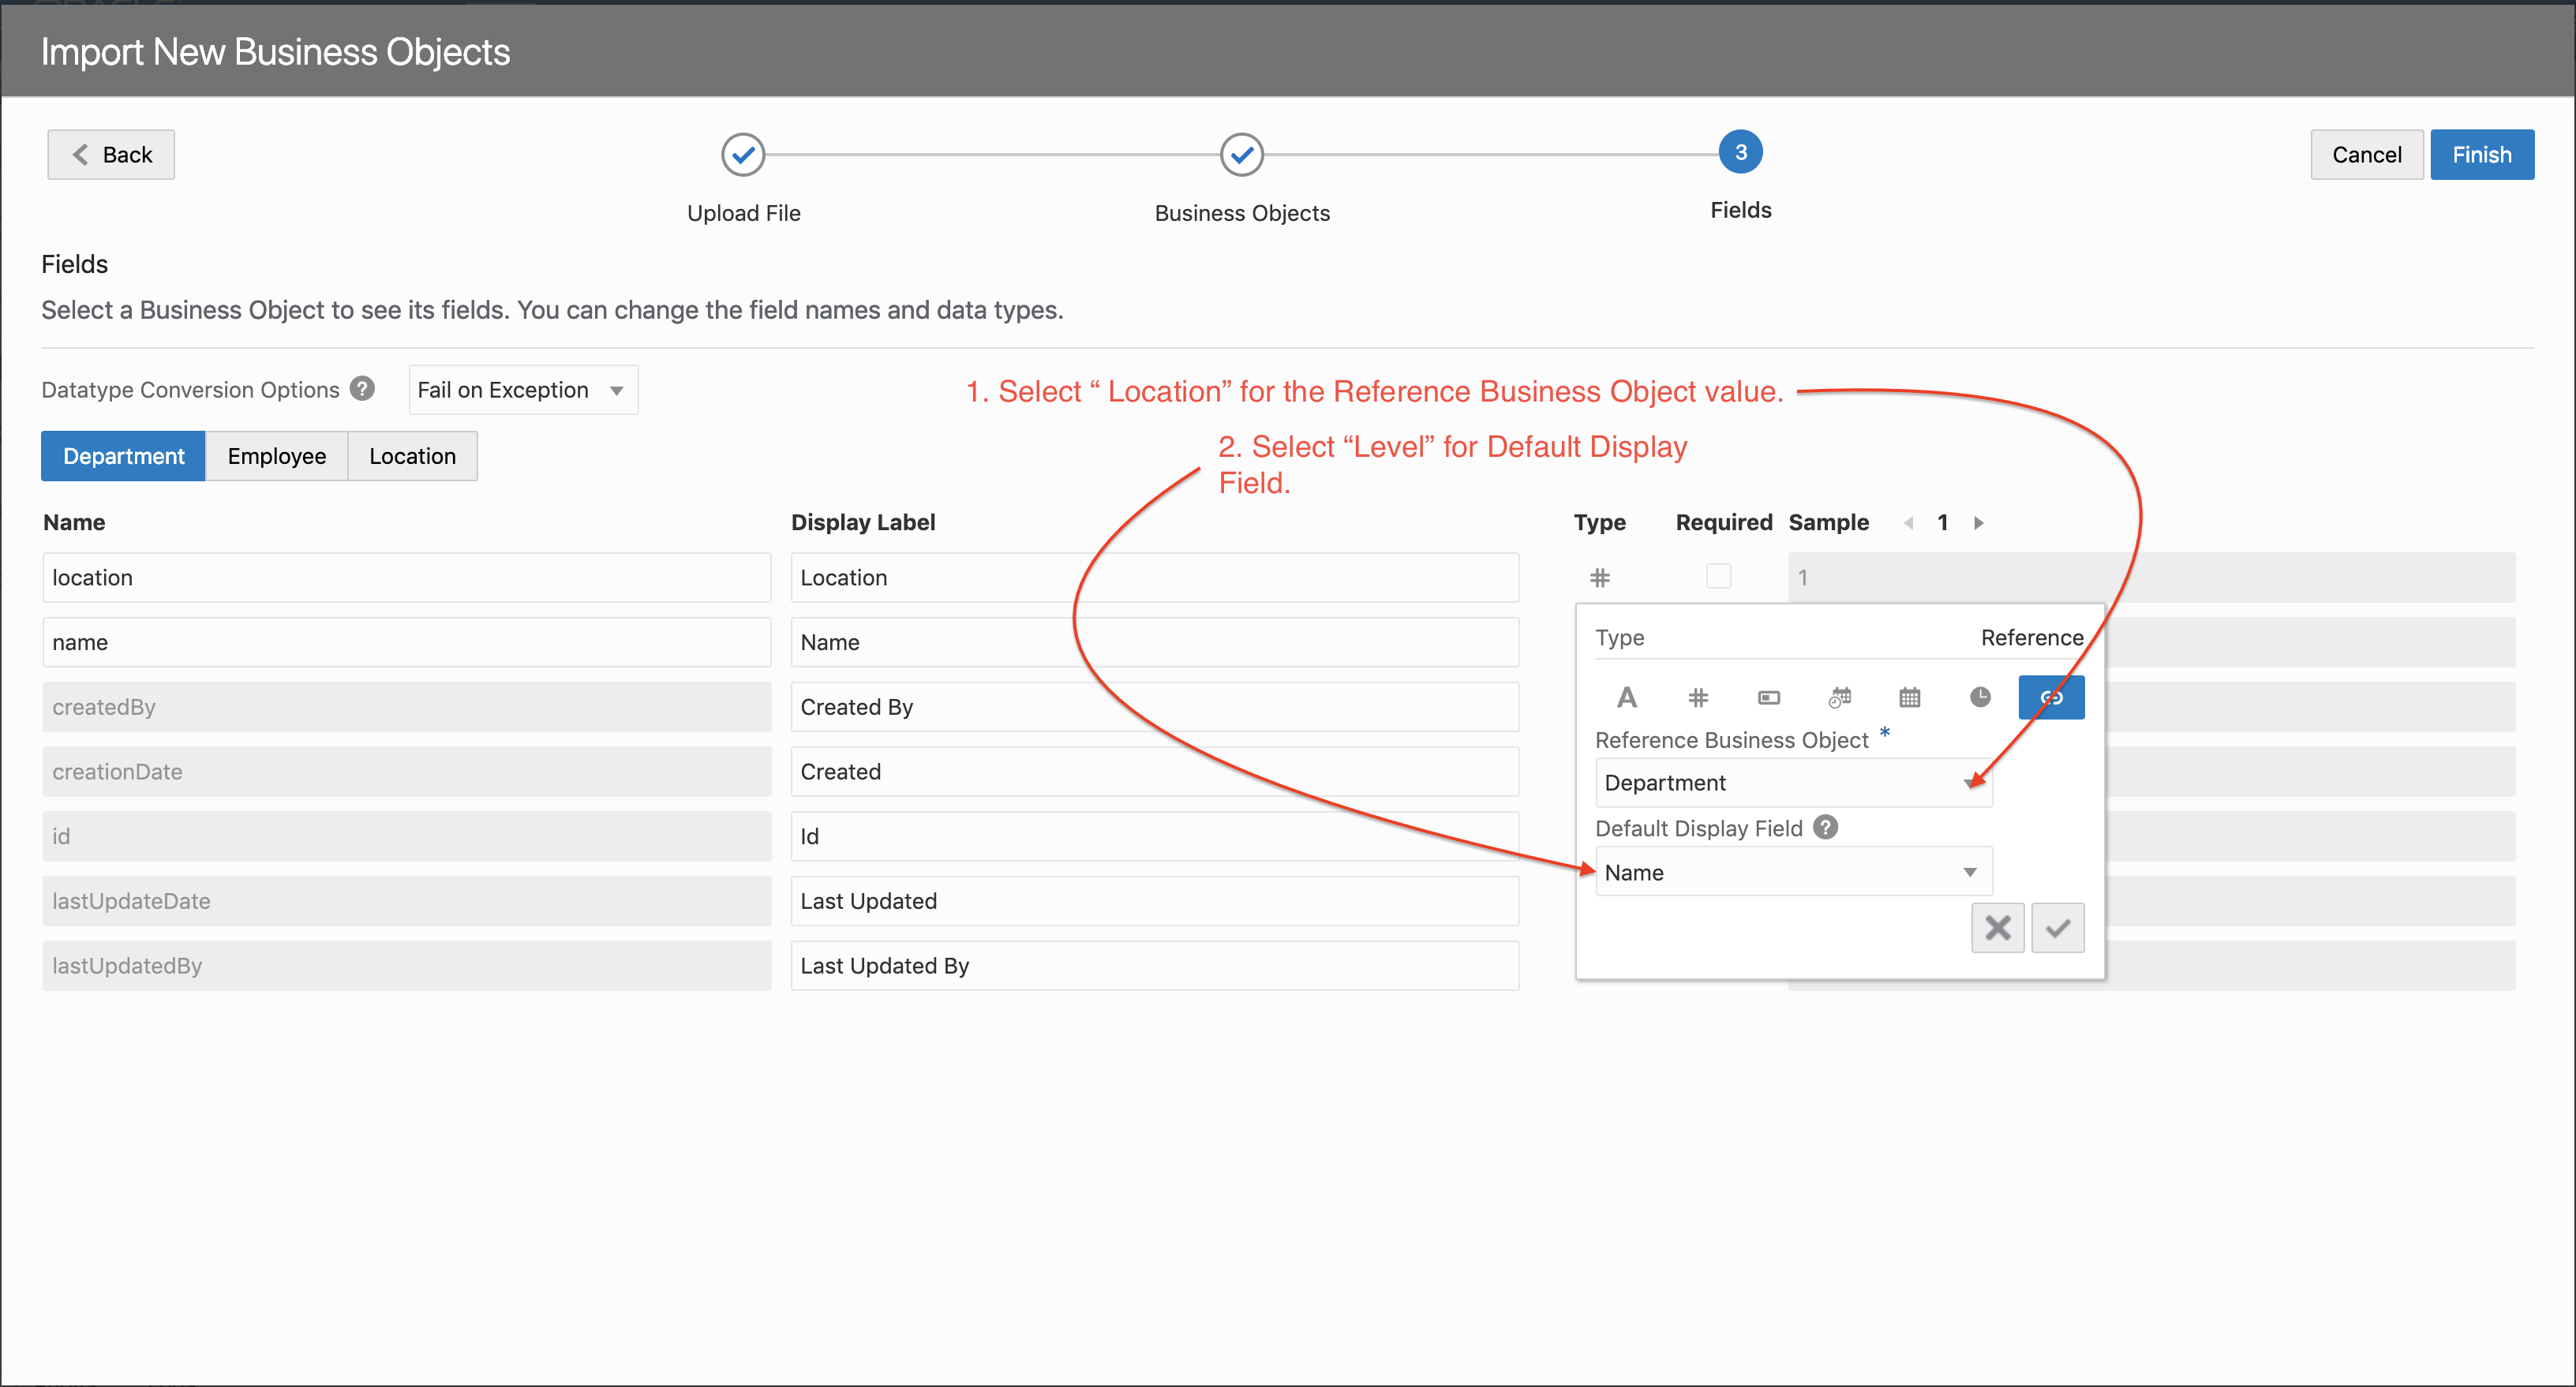 Import New Business Objects
Back
Upload File
Business Objects
3
Fields
Cancel
Finish
Fields
Select a Business Object to see its fields. You can change the field names and data types.
Datatype Conversion Options ?
Fail on Exception
1. Select “ Location” for the Reference Business Object value.
2. Select “Level” for Default Display
Field.
Department
Employee
Location
Name
Display Label
Type
Required
Sample
1
location
Location
1
name
Name
createdBy
Created By
creationDate
Created
id
Id
lastUpdateDate
Last Updated
lastUpdatedBy
Last Updated By
Type
Reference
Reference Business Object *
Department
Default Display Field ?
Name